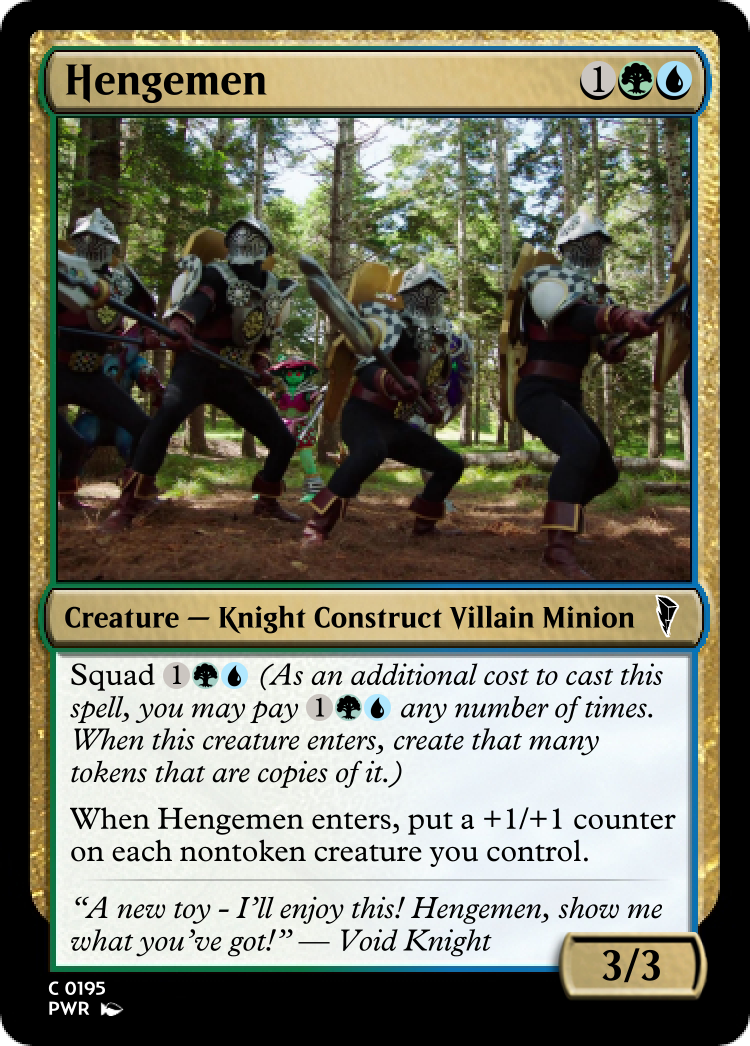 Hengemen 1
Creature — Knight Construct Villain Minion
Squad 1 (As an additional cost to cast this
spell, you may pay 1 any number of times.
When this creature enters, create that many
tokens that are copies of it.)
When Hengemen enters, put a +1/+1 counter
on each nontoken creature you control.
“A new toy - I’ll enjoy this! Hengemen, show me
what you’ve got!” — Void Knight
3/3
C 0195
PWR